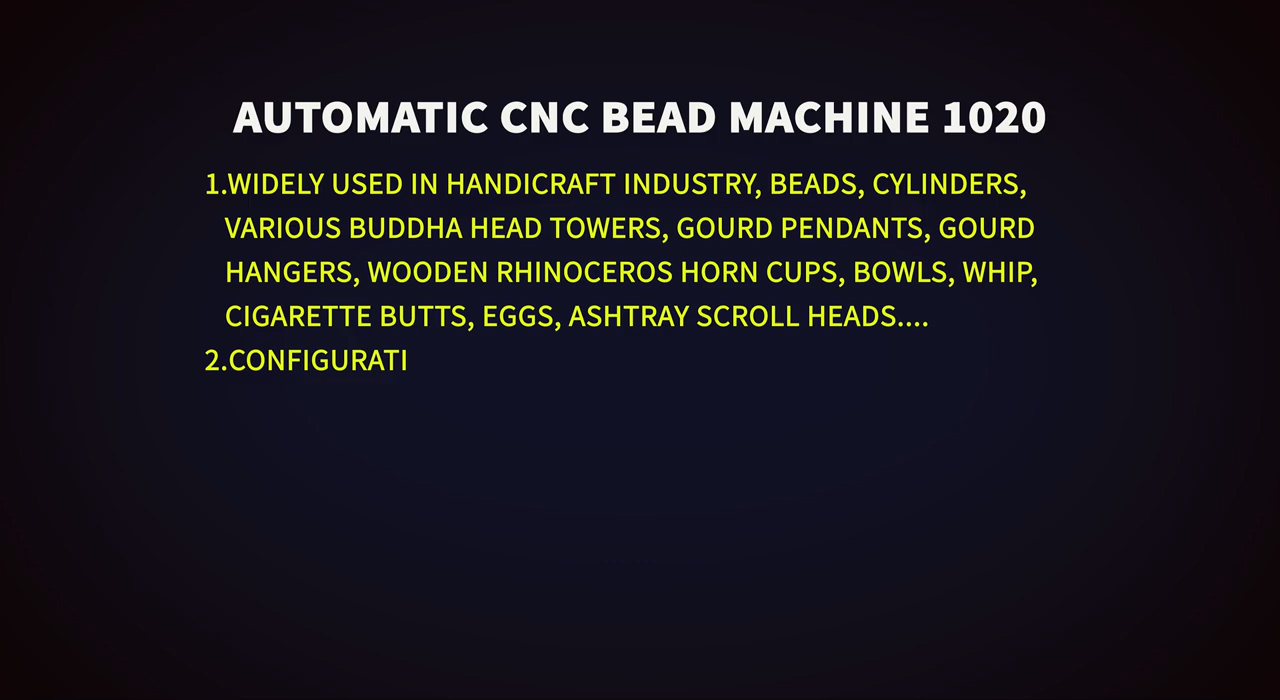 AUTOMATIC CNC BEAD MACHINE 1020
1.WIDELY USED IN HANDICRAFT INDUSTRY, BEADS, CYLINDERS,
VARIOUS BUDDHA HEAD TOWERS, GOURD PENDANTS, GOURD
HANGERS, WOODEN RHINOCEROS HORN CUPS, BOWLS, WHIP,
CIGARETTE BUTTS, EGGS, ASHTRAY SCROLL HEADS....
2.CONFIGURATI